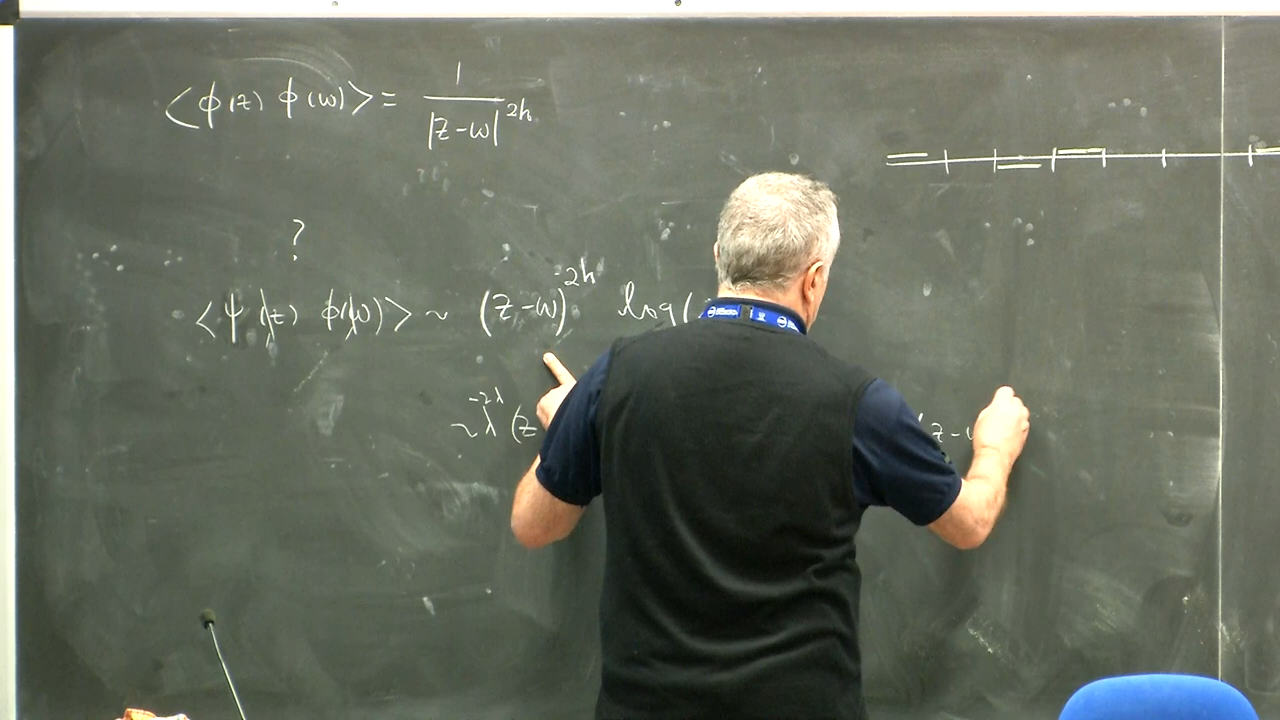 <ϕ(z) ϕ(w)> = 1 / |z-w|^2h
?
<ψ(z) ϕ(w)> ~ (z-w)^-2h log(
~ λ^-2λ (z z-w